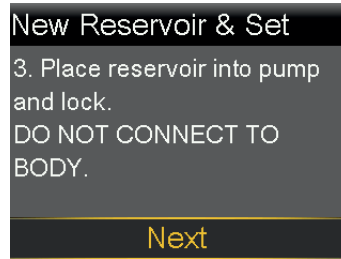 New Reservoir & Set
3. Place reservoir into pump
and lock.
DO NOT CONNECT TO
BODY.
Next